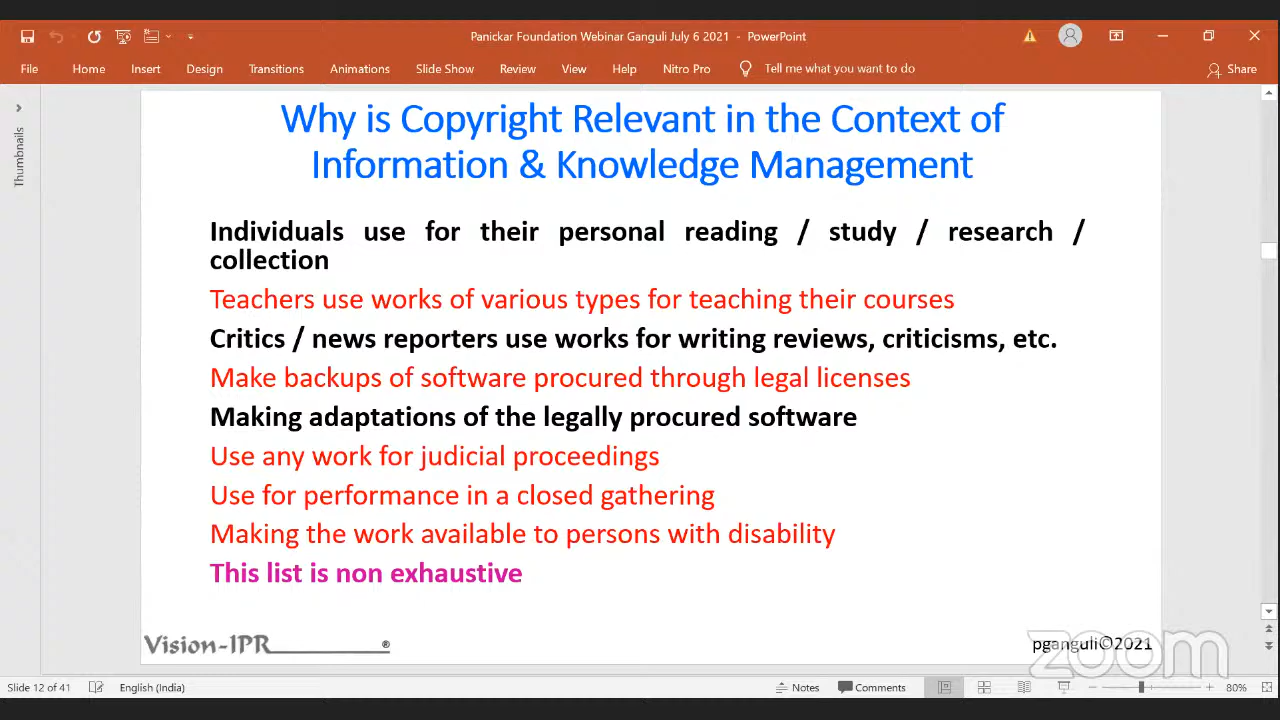 Panickar Foundation Webinar Ganguli July 6 2021 - PowerPoint
File Home Insert Design Transitions Animations Slide Show Review View Help Nitro Pro Tell me what you want to do Share
Thumbnails
Why is Copyright Relevant in the Context of
Information & Knowledge Management
Individuals use for their personal reading / study / research /
collection
Teachers use works of various types for teaching their courses
Critics / news reporters use works for writing reviews, criticisms, etc.
Make backups of software procured through legal licenses
Making adaptations of the legally procured software
Use any work for judicial proceedings
Use for performance in a closed gathering
Making the work available to persons with disability
This list is non exhaustive
Vision-IPR ®
pganguli©2021
zoom
Slide 12 of 41 English (India) Notes Comments 80%